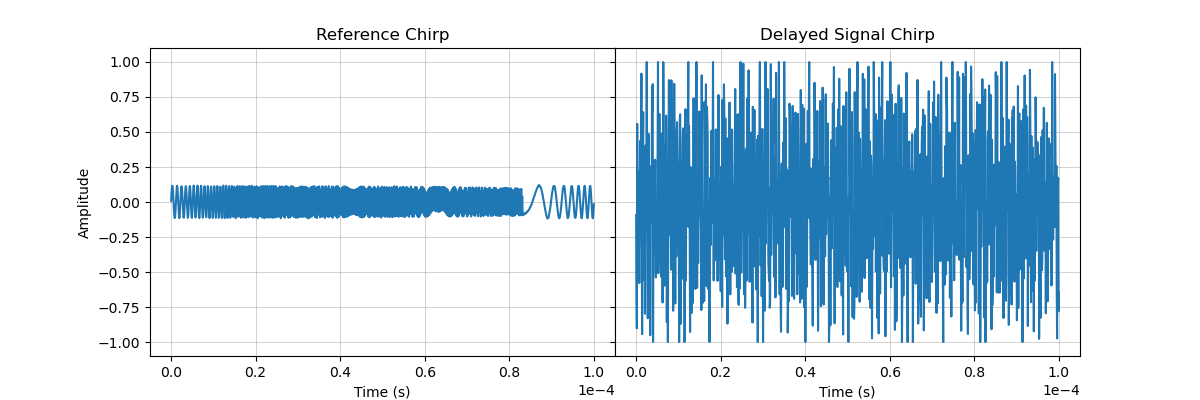 Reference Chirp
Delayed Signal Chirp
Amplitude
1.00
0.75
0.50
0.25
0.00
−0.25
−0.50
−0.75
−1.00
0.0 0.2 0.4 0.6 0.8 1.0
1e−4
Time (s)
0.0 0.2 0.4 0.6 0.8 1.0
1e−4
Time (s)